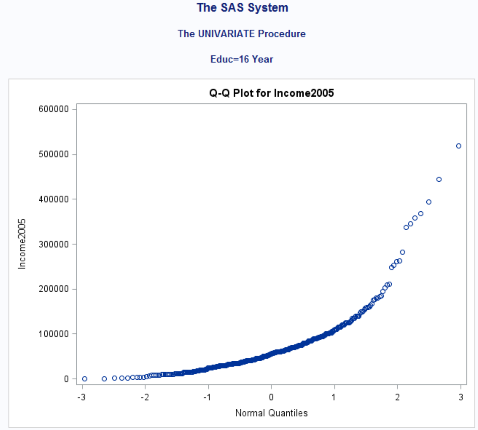 The SAS System
The UNIVARIATE Procedure
Educ=16 Year
Q-Q Plot for Income2005
600000
500000
400000
300000
200000
100000
0
Income2005
-3 -2 -1 0 1 2 3
Normal Quantiles